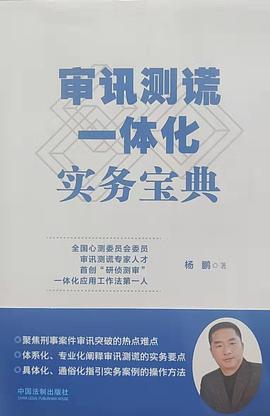 审讯测谎
一体化
实务宝典
全国心测委员会委员
审讯测谎专家人才
首创“研侦测审”
一体化应用工作法第一人
杨 鹏 ◎ 著
◎聚焦刑事案件审讯突破的热点难点
◎体系化、专业化阐释审讯测谎的实务要点
◎具体化、通俗化指引实务案例的操作方法
中国法制出版社